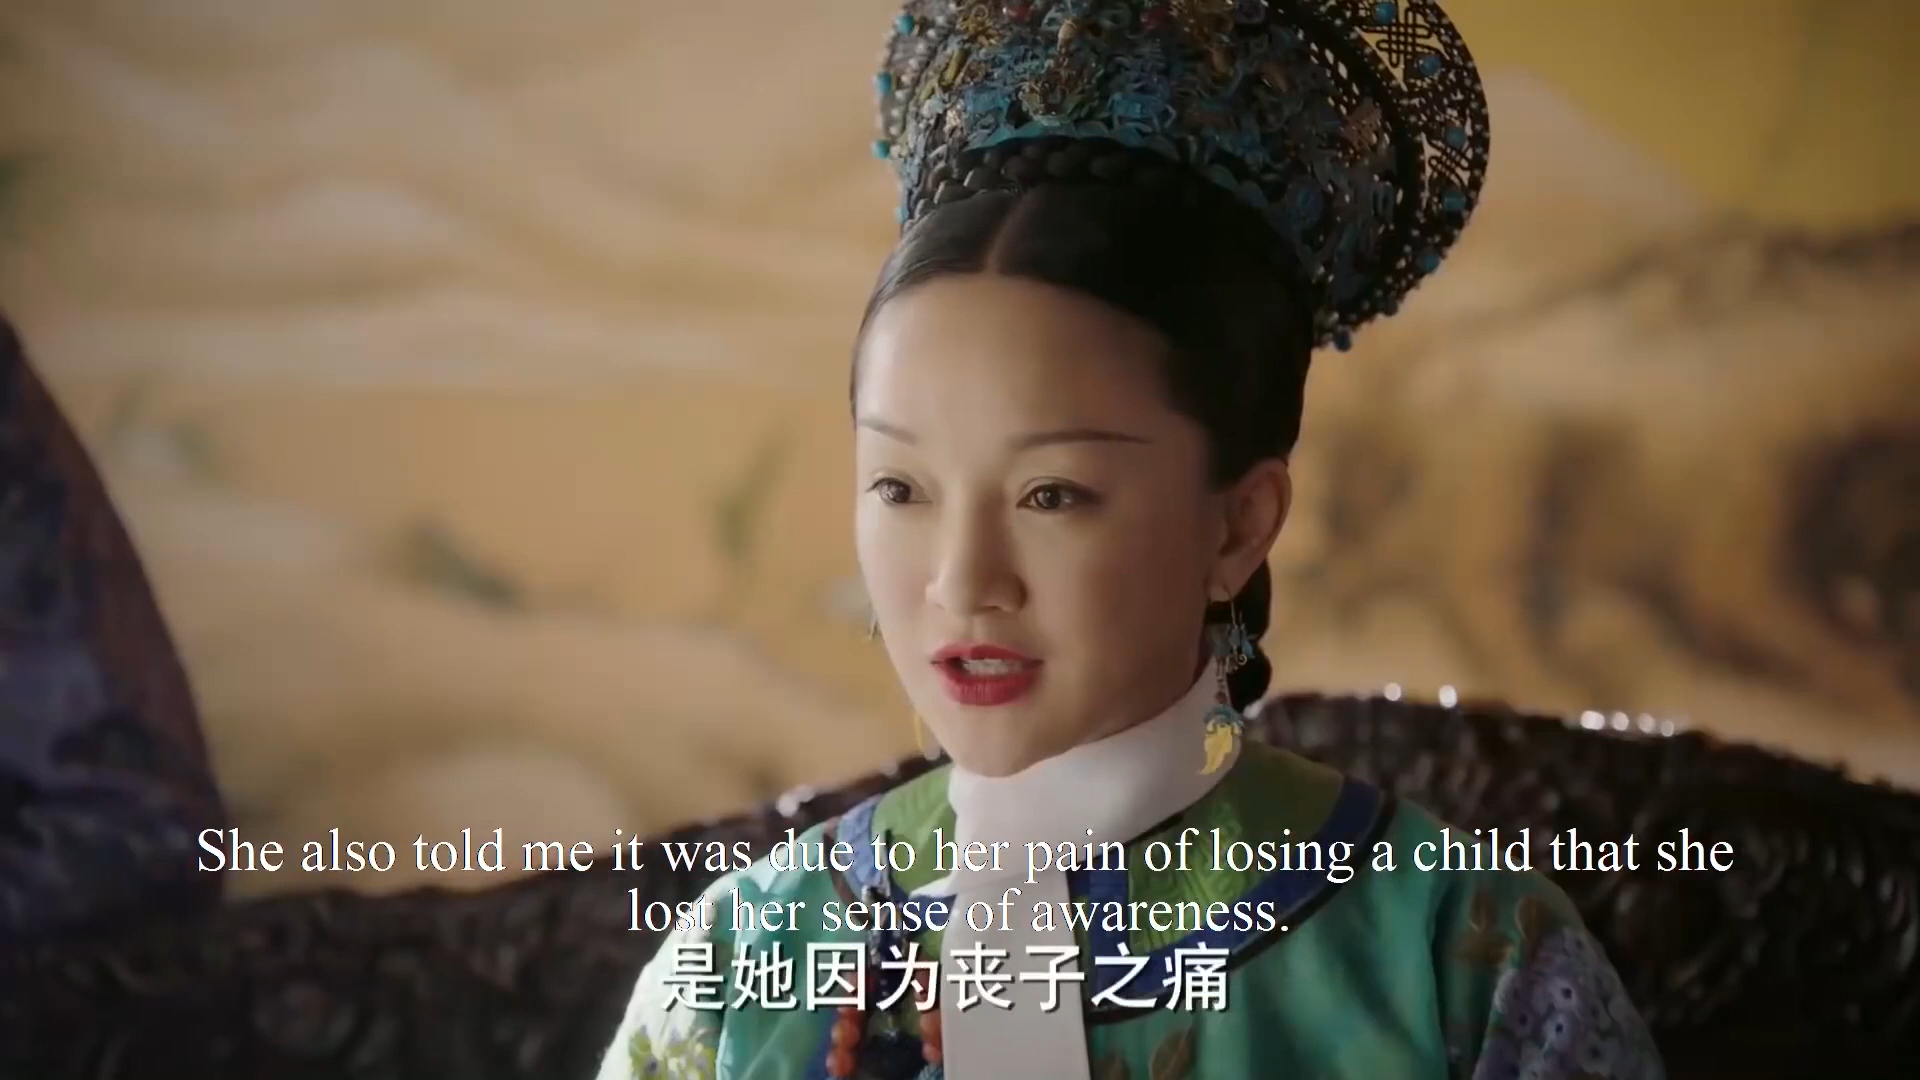 She also told me it was due to her pain of losing a child that she
lost her sense of awareness.
是她因为丧子之痛